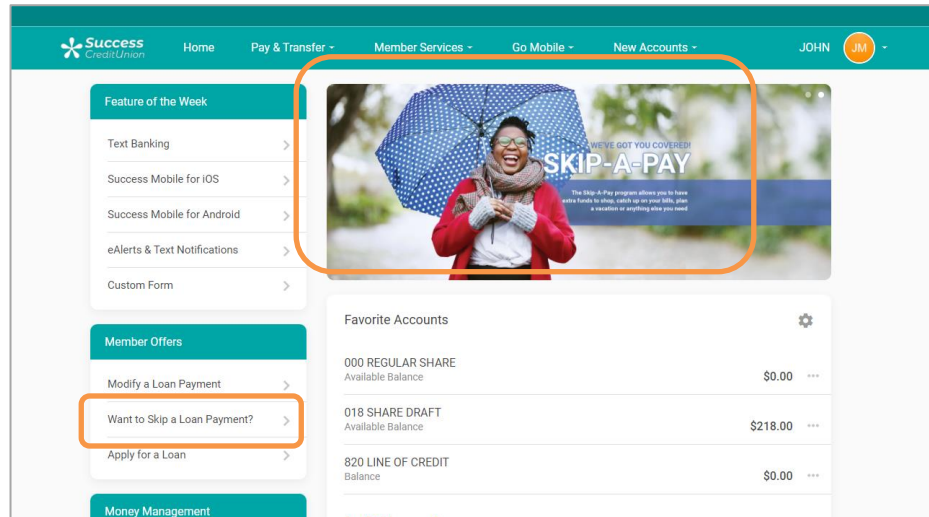 Success
CreditUnion
Home
Pay & Transfer
Member Services
Go Mobile
New Accounts
JOHN
JM
Feature of the Week
Text Banking
Success Mobile for iOS
Success Mobile for Android
eAlerts & Text Notifications
Custom Form
Member Offers
Modify a Loan Payment
Want to Skip a Loan Payment?
Apply for a Loan
Money Management
WE'VE GOT YOU COVERED!
SKIP-A-PAY
The Skip-A-Pay program allows you to have
extra funds to shop, catch up on your bills, plan
a vacation or anything else you need
Favorite Accounts
000 REGULAR SHARE
Available Balance
$0.00
018 SHARE DRAFT
Available Balance
$218.00
820 LINE OF CREDIT
Balance
$0.00